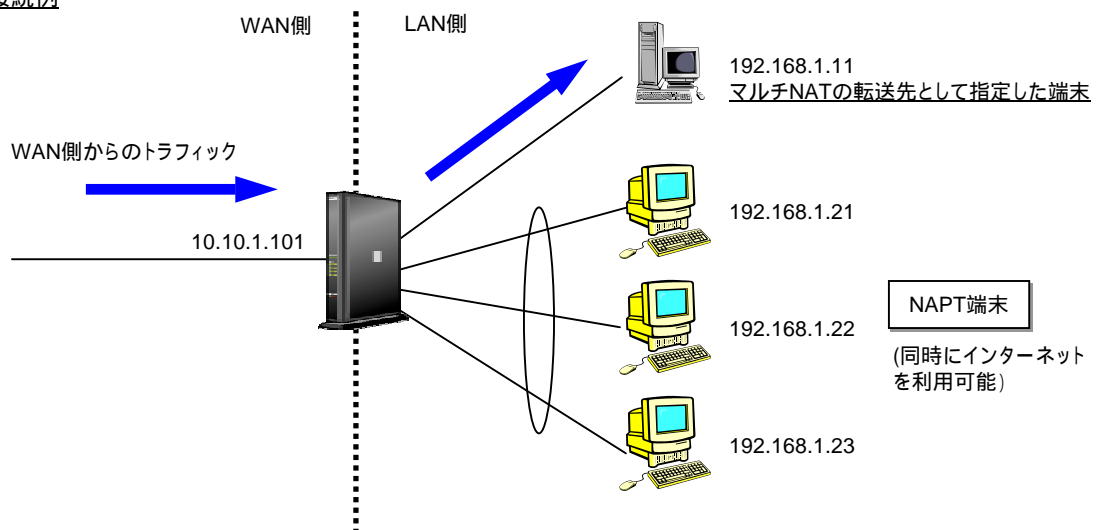 接続例
WAN側
LAN側
192.168.1.11
マルチNATの転送先として指定した端末
WAN側からのトラフィック
192.168.1.21
10.10.1.101
NAPT端末
192.168.1.22
(同時にインターネット
を利用可能)
192.168.1.23